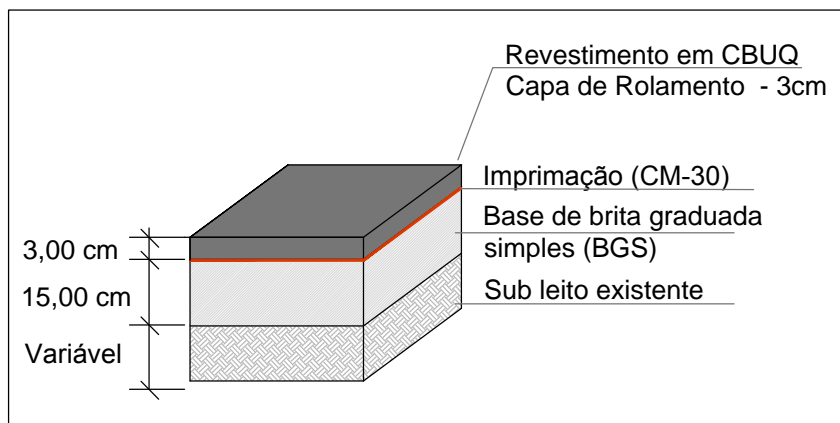 Revestimento em CBUQ
Capa de Rolamento - 3cm
Imprimação (CM-30)
Base de brita graduada
simples (BGS)
Sub leito existente
3,00 cm
15,00 cm
Variável